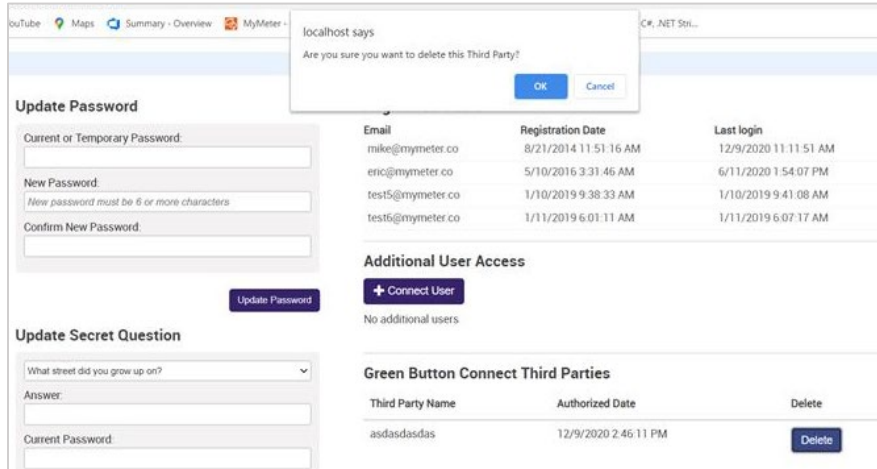 ouTube Maps Summary - Overview MyMeter - C#, .NET Stri...
localhost says
Are you sure you want to delete this Third Party?
OK Cancel
Update Password
Current or Temporary Password:
New Password:
New password must be 6 or more characters
Confirm New Password:
Update Password
Update Secret Question
What street did you grow up on?
Answer:
Current Password:
Email Registration Date Last login
mike@mymeter.co 8/21/2014 11:51:16 AM 12/9/2020 11:11:51 AM
eric@mymeter.co 5/10/2016 3:31:46 AM 6/11/2020 1:54:07 PM
test5@mymeter.co 1/10/2019 9:38:33 AM 1/10/2019 9:41:08 AM
test6@mymeter.co 1/11/2019 6:01:11 AM 1/11/2019 6:07:17 AM
Additional User Access
+ Connect User
No additional users
Green Button Connect Third Parties
Third Party Name Authorized Date Delete
asdasdasdas 12/9/2020 2:46:11 PM Delete